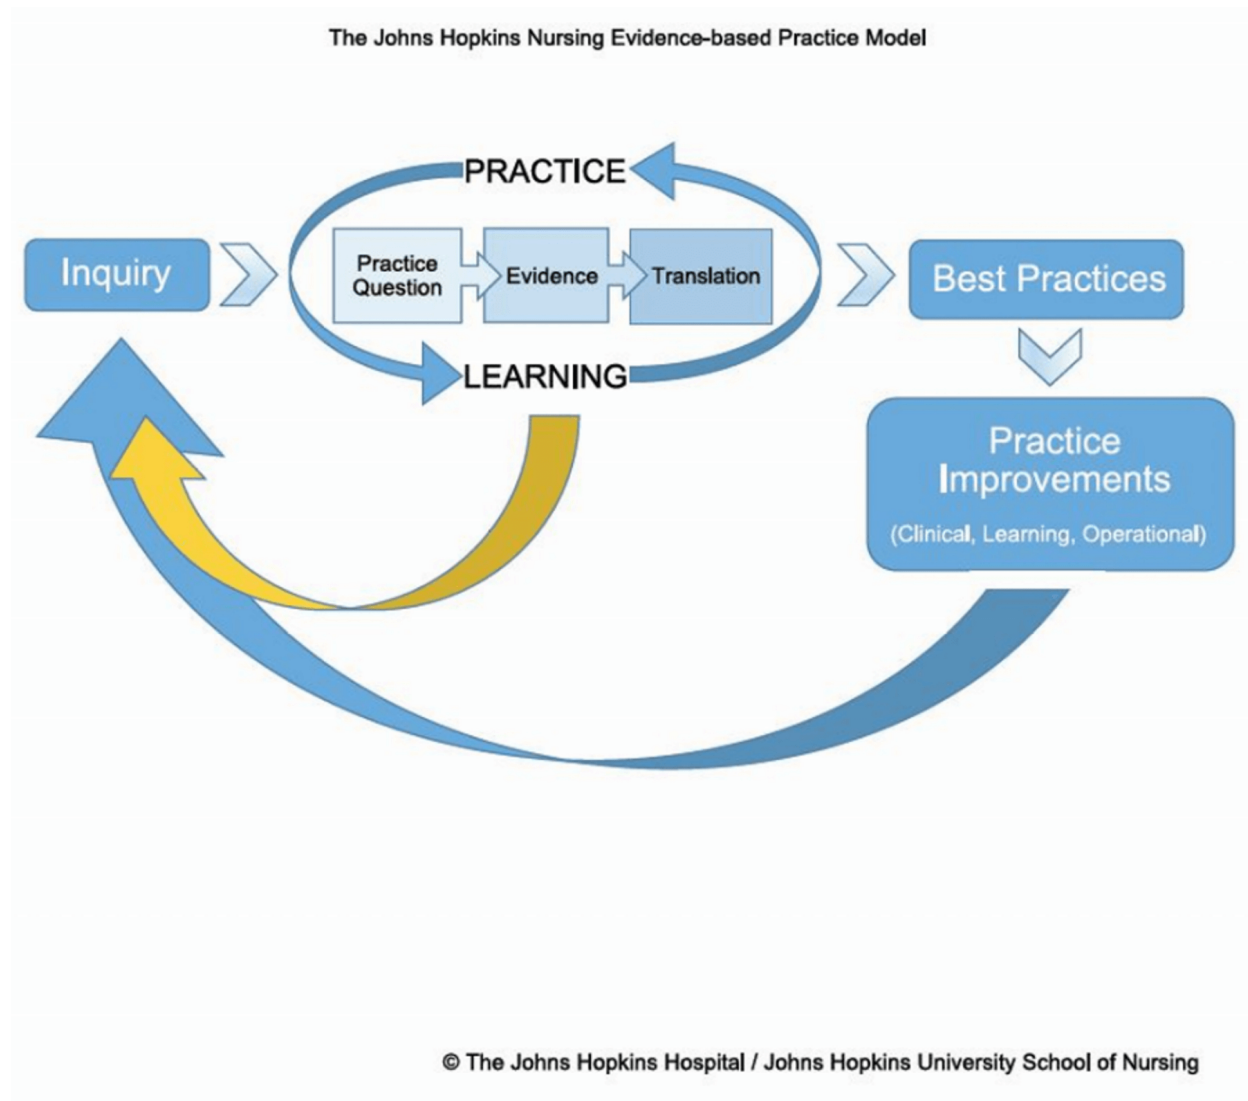 The Johns Hopkins Nursing Evidence-based Practice Model
PRACTICE
Inquiry
Practice
Question
Evidence
Translation
LEARNING
Best Practices
Practice
Improvements
(Clinical, Learning, Operational)
© The Johns Hopkins Hospital / Johns Hopkins University School of Nursing